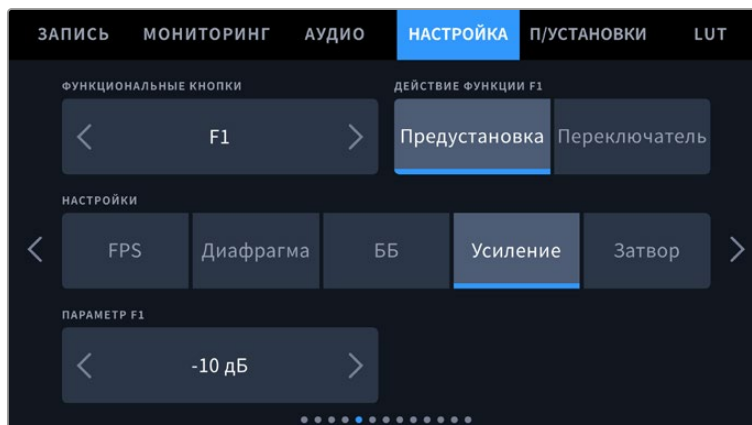 ЗАПИСЬ МОНИТОРИНГ АУДИО НАСТРОЙКА П/УСТАНОВКИ LUT
ФУНКЦИОНАЛЬНЫЕ КНОПКИ ДЕЙСТВИЕ ФУНКЦИИ F1
F1 Предустановка Переключатель
НАСТРОЙКИ
FPS Диафрагма ББ Усиление Затвор
ПАРАМЕТР F1
-10 дБ